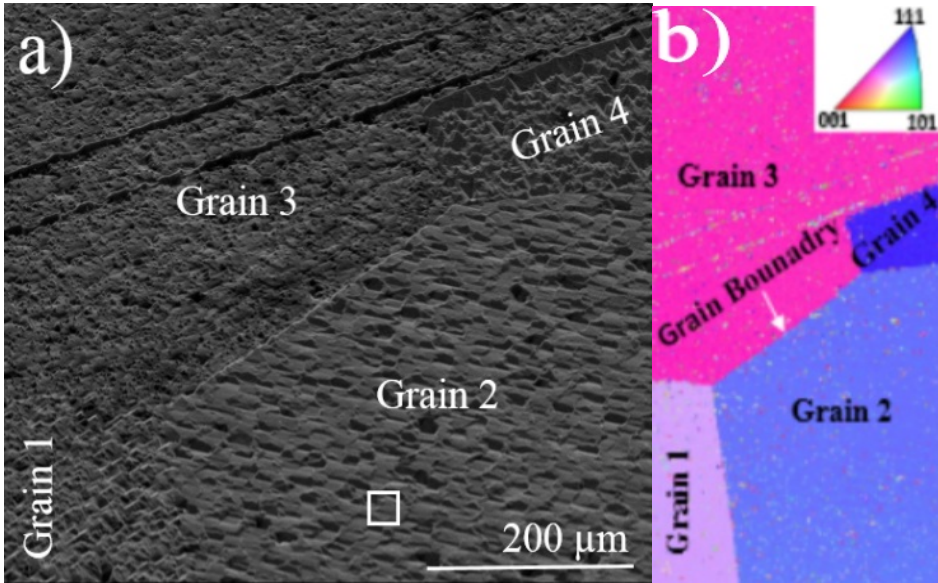 a)
Grain 4
Grain 3
Grain 2
Grain 1
200 µm
b)
111
001
101
Grain 3
Grain 4
Grain Bounadry
Grain 2
Grain 1